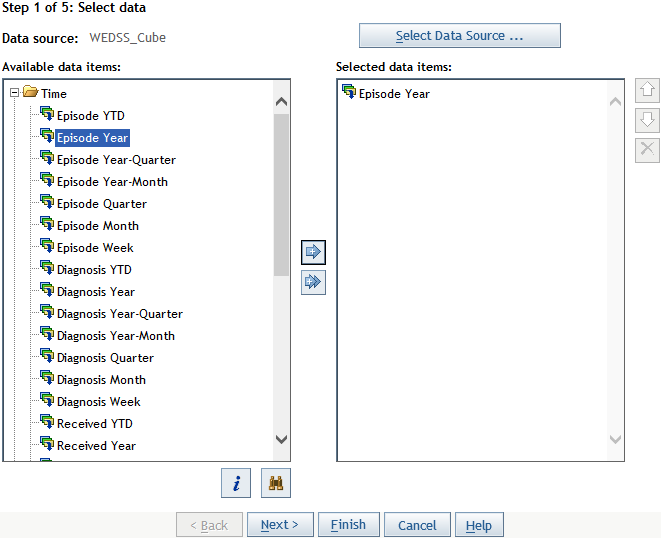 Step 1 of 5: Select data
Data source: WEDSS_Cube
Select Data Source ...
Available data items:
Selected data items:
Time
Episode YTD
Episode Year
Episode Year-Quarter
Episode Year-Month
Episode Quarter
Episode Month
Episode Week
Diagnosis YTD
Diagnosis Year
Diagnosis Year-Quarter
Diagnosis Year-Month
Diagnosis Quarter
Diagnosis Month
Diagnosis Week
Received YTD
Received Year
Episode Year
i
< Back
Next >
Finish
Cancel
Help